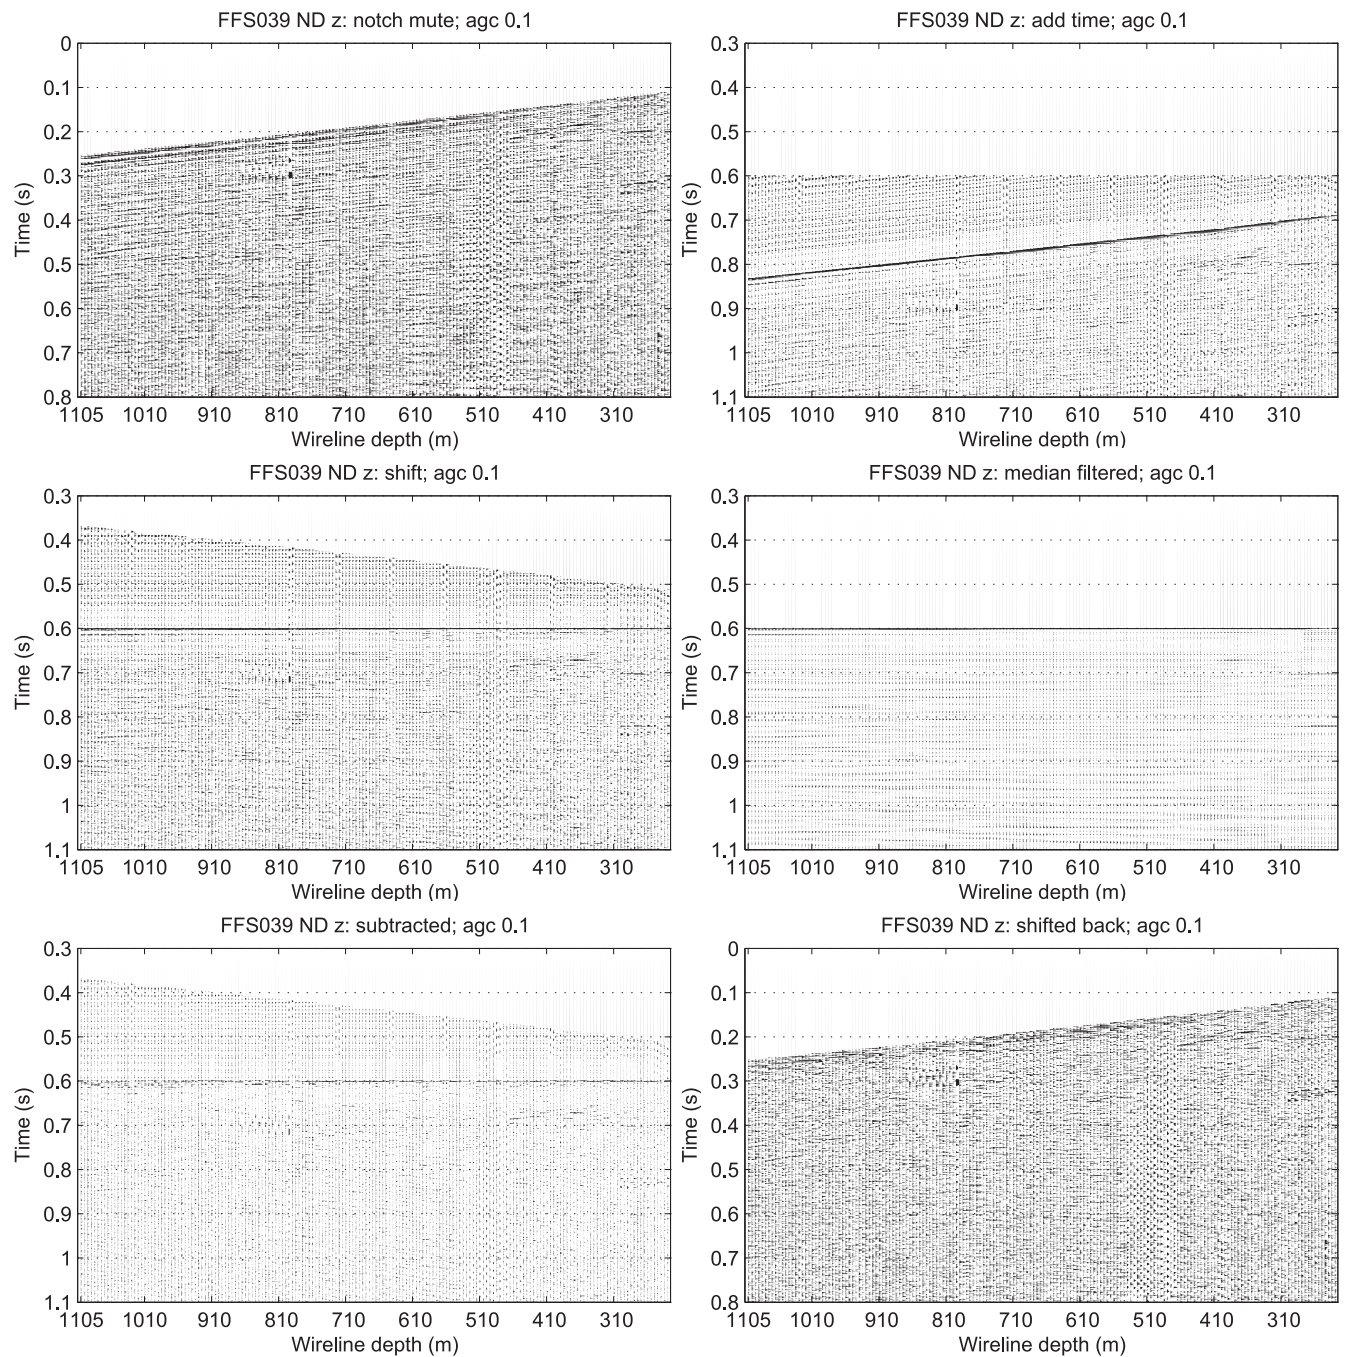 FFS039 ND z: notch mute; agc 0.1
0
0.1
0.2
0.3
0.4
0.5
0.6
0.7
0.8
Time (s)
1105 1010 910 810 710 610 510 410 310
Wireline depth (m)
FFS039 ND z: add time; agc 0.1
0.3
0.4
0.5
0.6
0.7
0.8
0.9
1
1.1
Time (s)
1105 1010 910 810 710 610 510 410 310
Wireline depth (m)
FFS039 ND z: shift; agc 0.1
0.3
0.4
0.5
0.6
0.7
0.8
0.9
1
1.1
Time (s)
1105 1010 910 810 710 610 510 410 310
Wireline depth (m)
FFS039 ND z: median filtered; agc 0.1
0.3
0.4
0.5
0.6
0.7
0.8
0.9
1
1.1
Time (s)
1105 1010 910 810 710 610 510 410 310
Wireline depth (m)
FFS039 ND z: subtracted; agc 0.1
0.3
0.4
0.5
0.6
0.7
0.8
0.9
1
1.1
Time (s)
1105 1010 910 810 710 610 510 410 310
Wireline depth (m)
FFS039 ND z: shifted back; agc 0.1
0
0.1
0.2
0.3
0.4
0.5
0.6
0.7
0.8
Time (s)
1105 1010 910 810 710 610 510 410 310
Wireline depth (m)